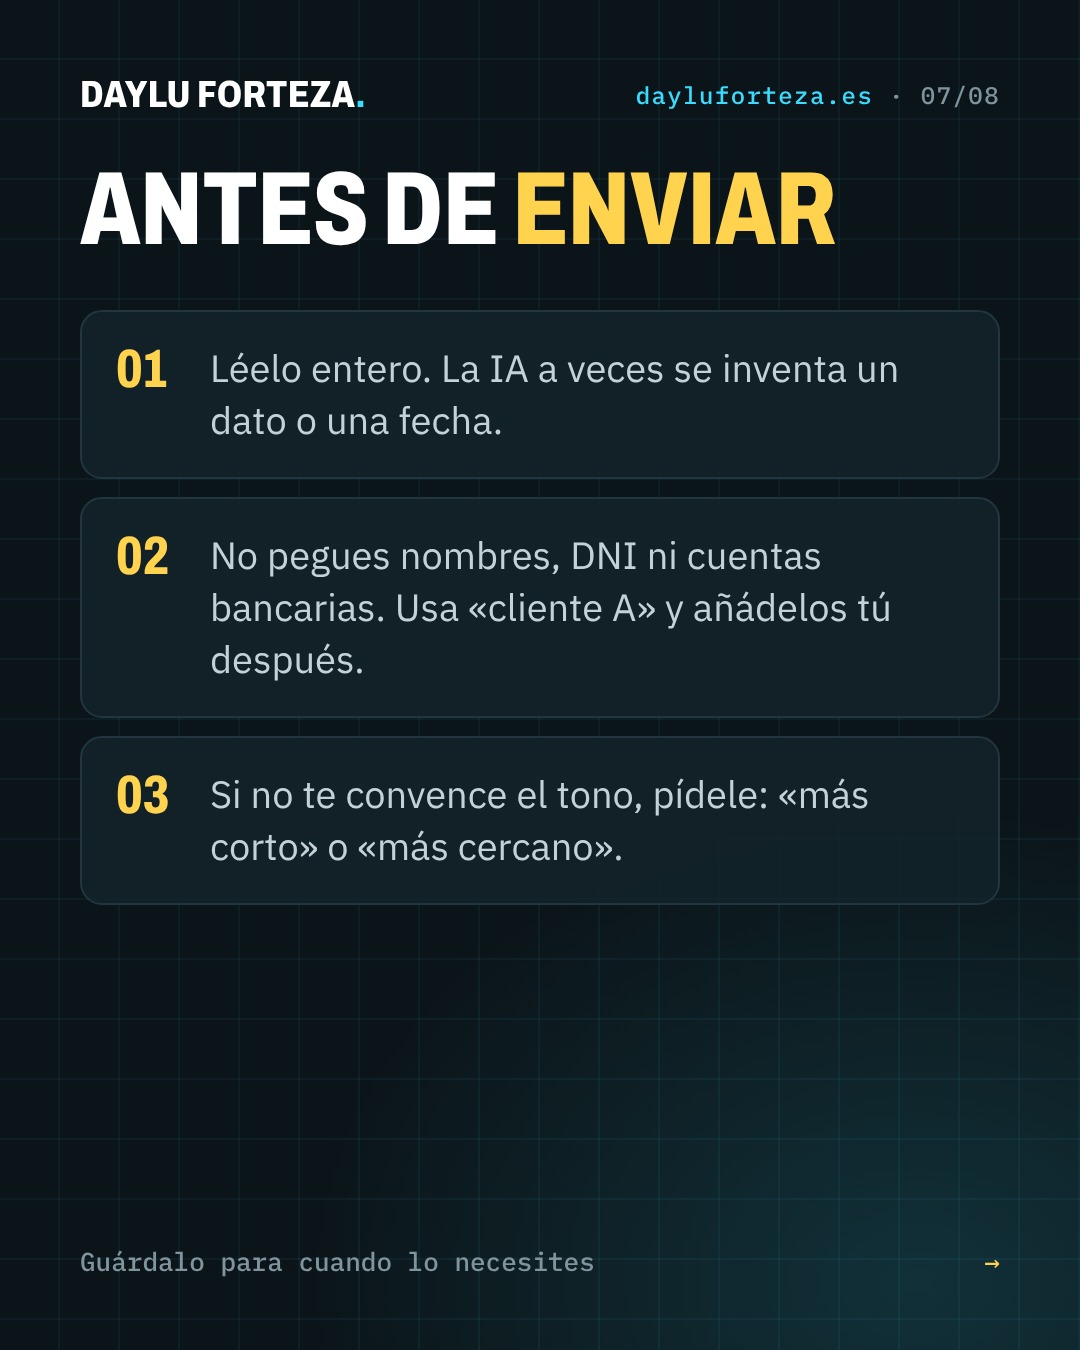 DAYLU FORTEZA.
dayluforteza.es · 07/08
ANTES DE ENVIAR
01
Léelo entero. La IA a veces se inventa un
dato o una fecha.
02
No pegues nombres, DNI ni cuentas
bancarias. Usa «cliente A» y añádelos tú
después.
03
Si no te convence el tono, pídele: «más
corto» o «más cercano».
Guárdalo para cuando lo necesites
→